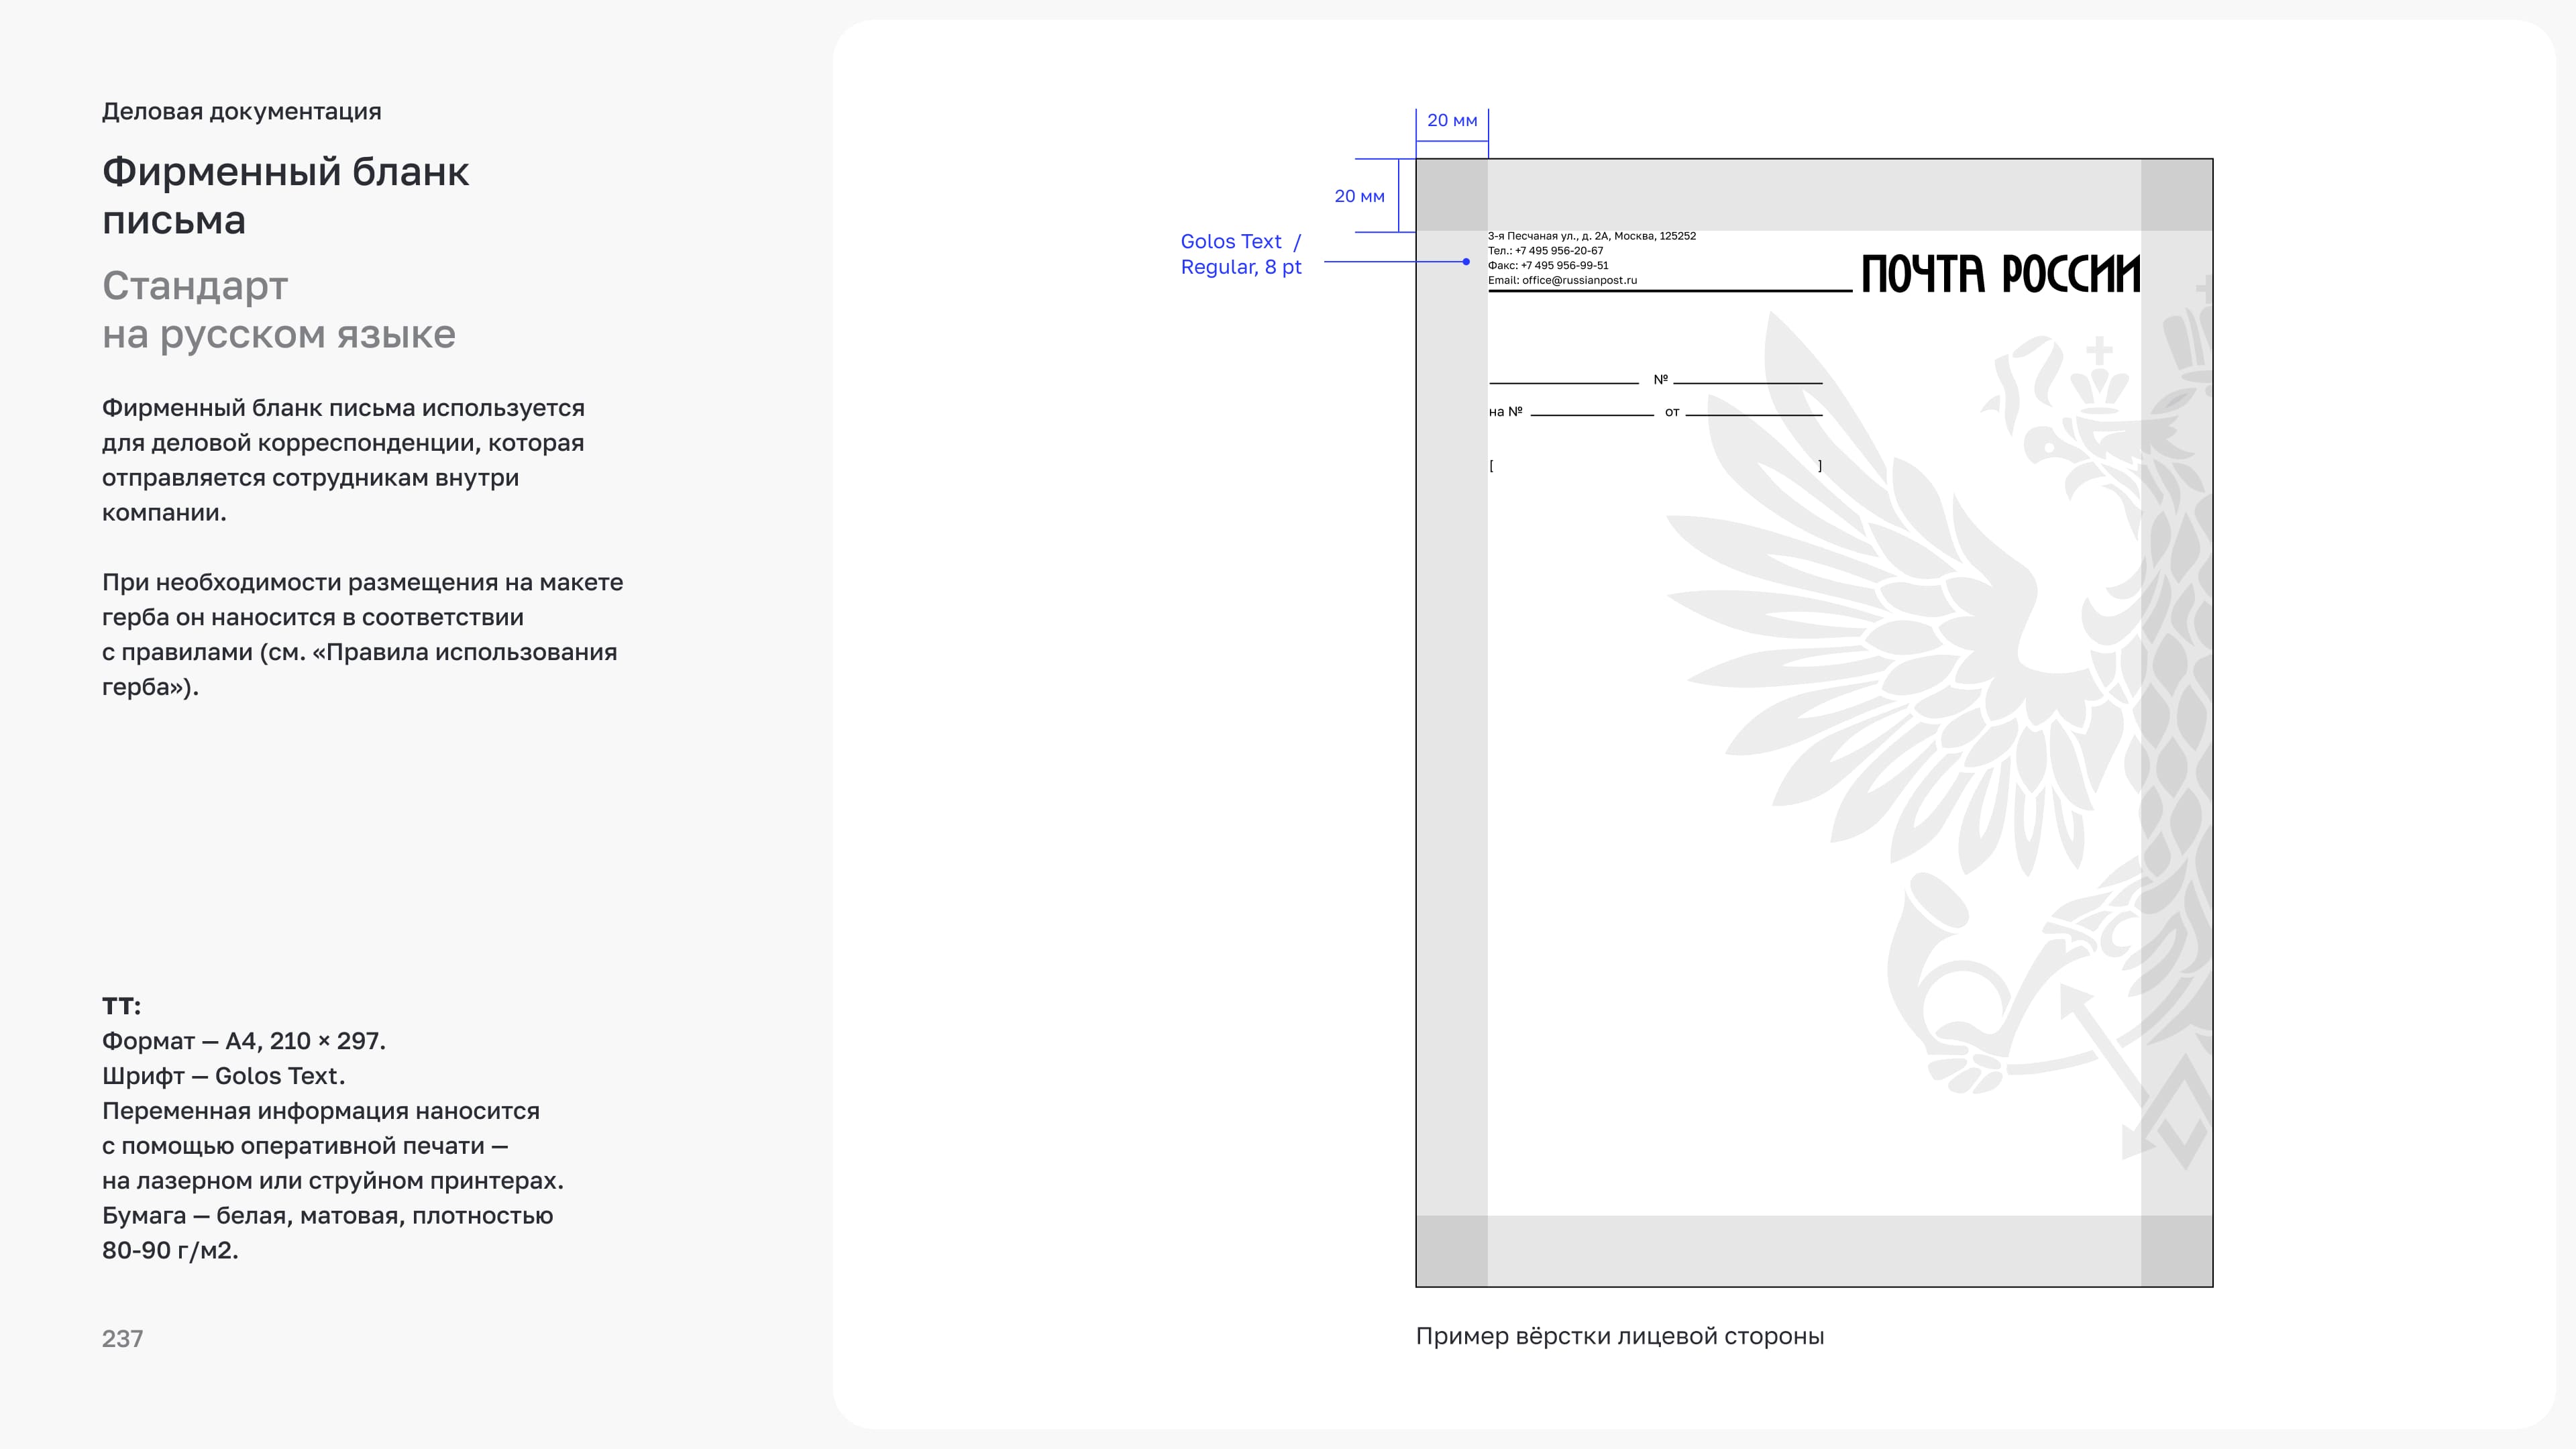 Деловая документация
Фирменный бланк
письма
Стандарт
на русском языке
Фирменный бланк письма используется
для деловой корреспонденции, которая
отправляется сотрудникам внутри
компании.
При необходимости размещения на макете
герба он наносится в соответствии
с правилами (см. «Правила использования
герба»).
ТТ:
Формат — А4, 210 × 297.
Шрифт — Golos Text.
Переменная информация наносится
с помощью оперативной печати —
на лазерном или струйном принтерах.
Бумага — белая, матовая, плотностью
80-90 г/м2.
237
20 мм
20 мм
Golos Text /
Regular, 8 pt
3-я Песчаная ул., д. 2А, Москва, 125252
Тел.: +7 495 956-20-67
Факс: +7 495 956-99-51
Email: office@russianpost.ru
ПОЧТА РОССИИ
№
на № от
[ ]
Пример вёрстки лицевой стороны